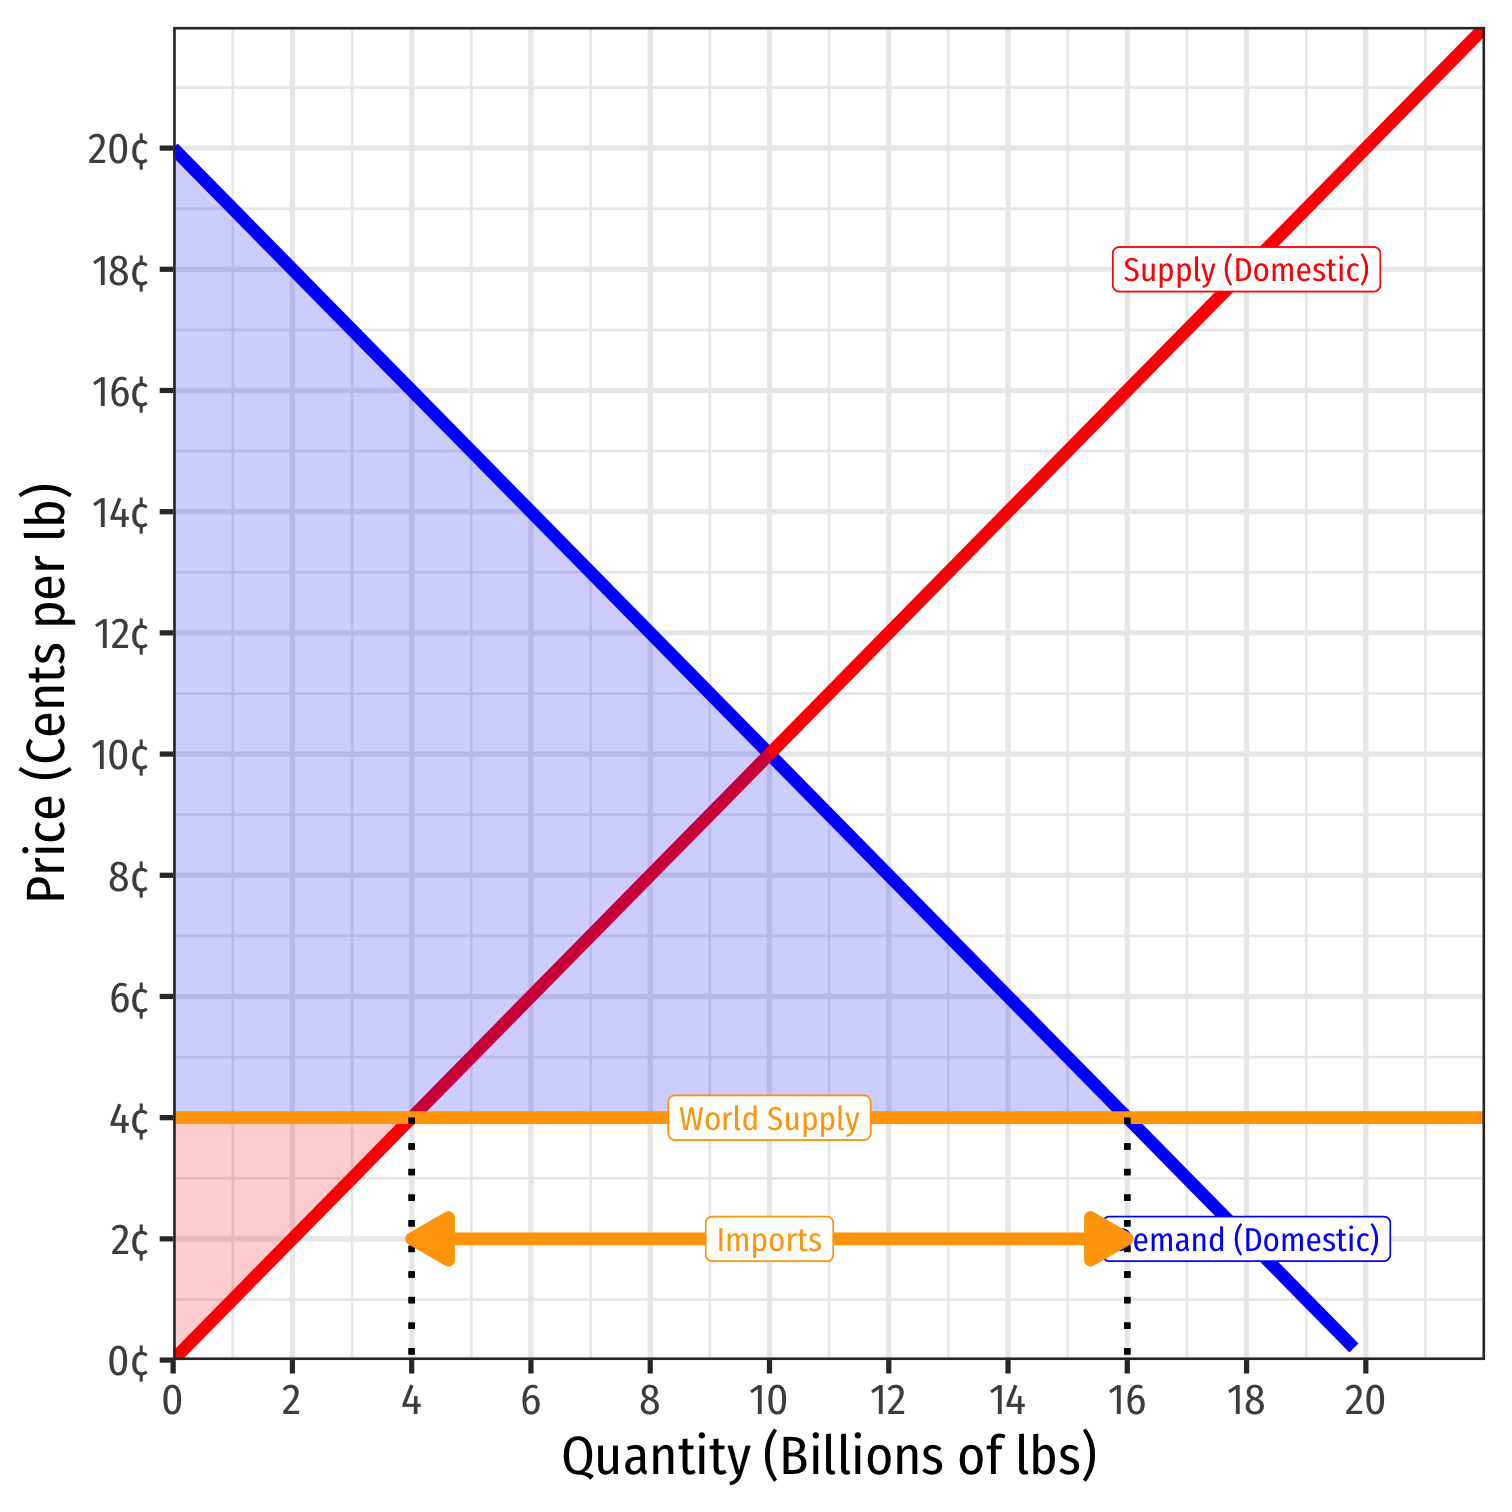 Price (Cents per lb)
20¢
18¢
16¢
14¢
12¢
10¢
8¢
6¢
4¢
2¢
0¢
Supply (Domestic)
World Supply
Imports
emand (Domestic)
0 2 4 6 8 10 12 14 16 18 20
Quantity (Billions of lbs)